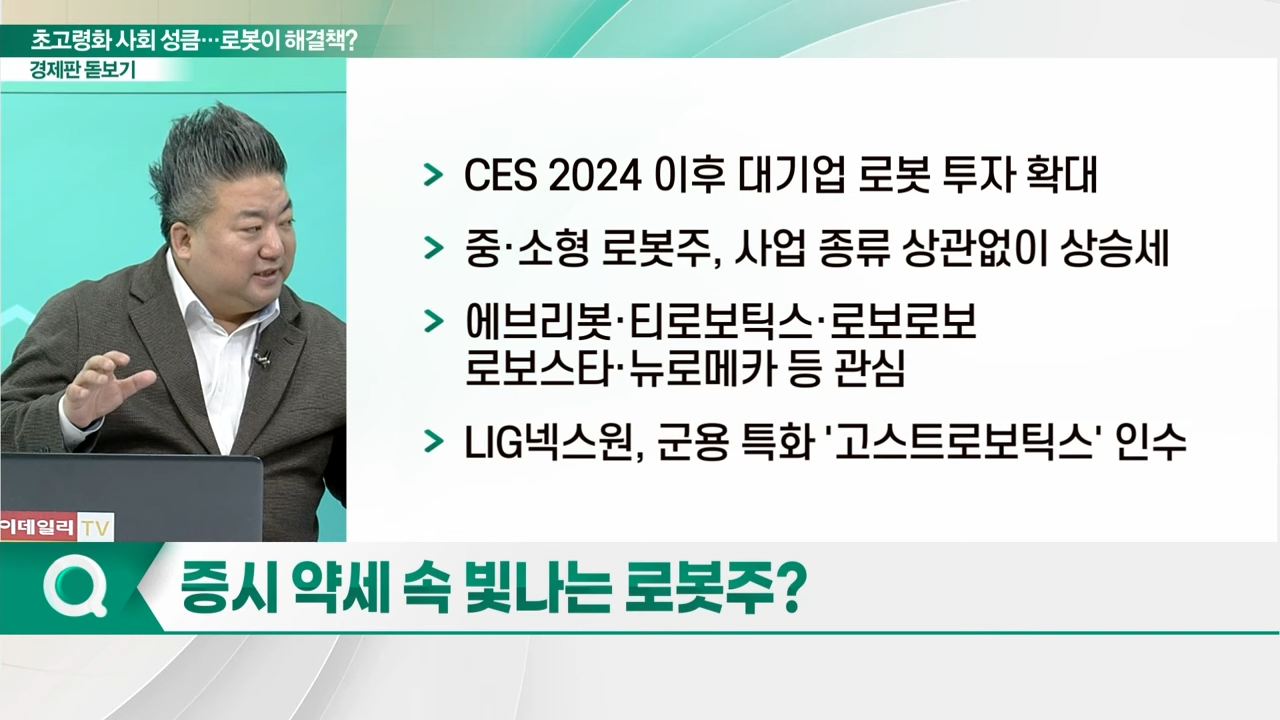 초고령화 사회 성큼…로봇이 해결책?
경제판 돋보기
> CES 2024 이후 대기업 로봇 투자 확대
> 중·소형 로봇주, 사업 종류 상관없이 상승세
> 에브리봇·티로보틱스·로보로보
로보스타·뉴로메카 등 관심
> LIG넥스원, 군용 특화 '고스트로보틱스' 인수
이데일리 TV
Q 증시 약세 속 빛나는 로봇주?